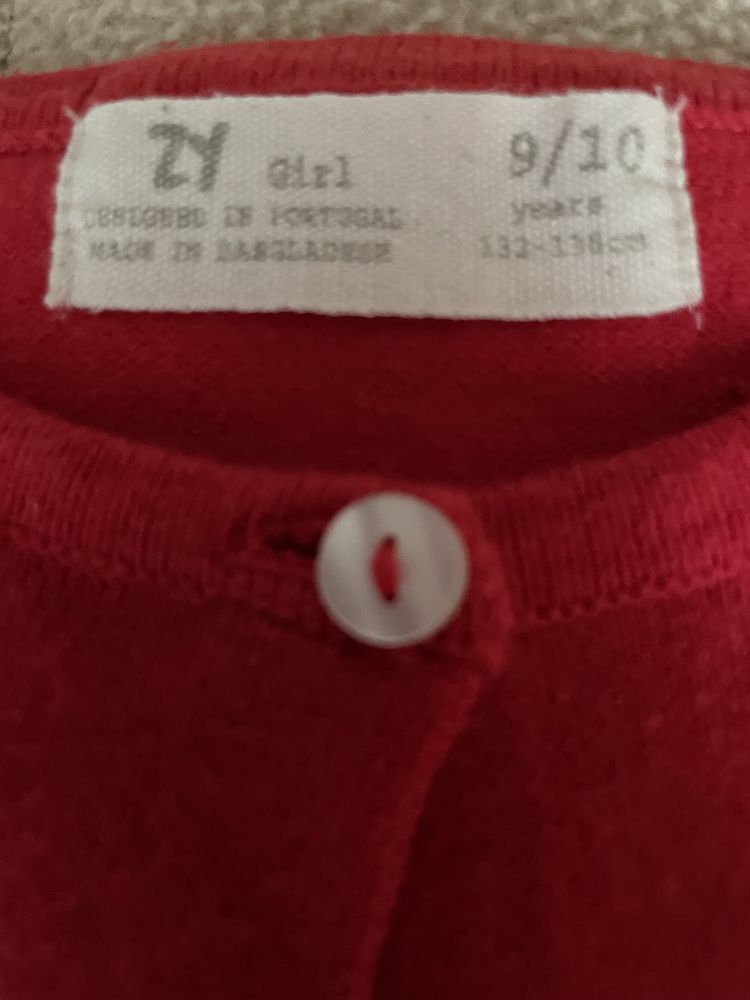 ZY Girl
DESIGNED IN PORTUGAL
MADE IN BANGLADESH
9/10
years
132-138cm